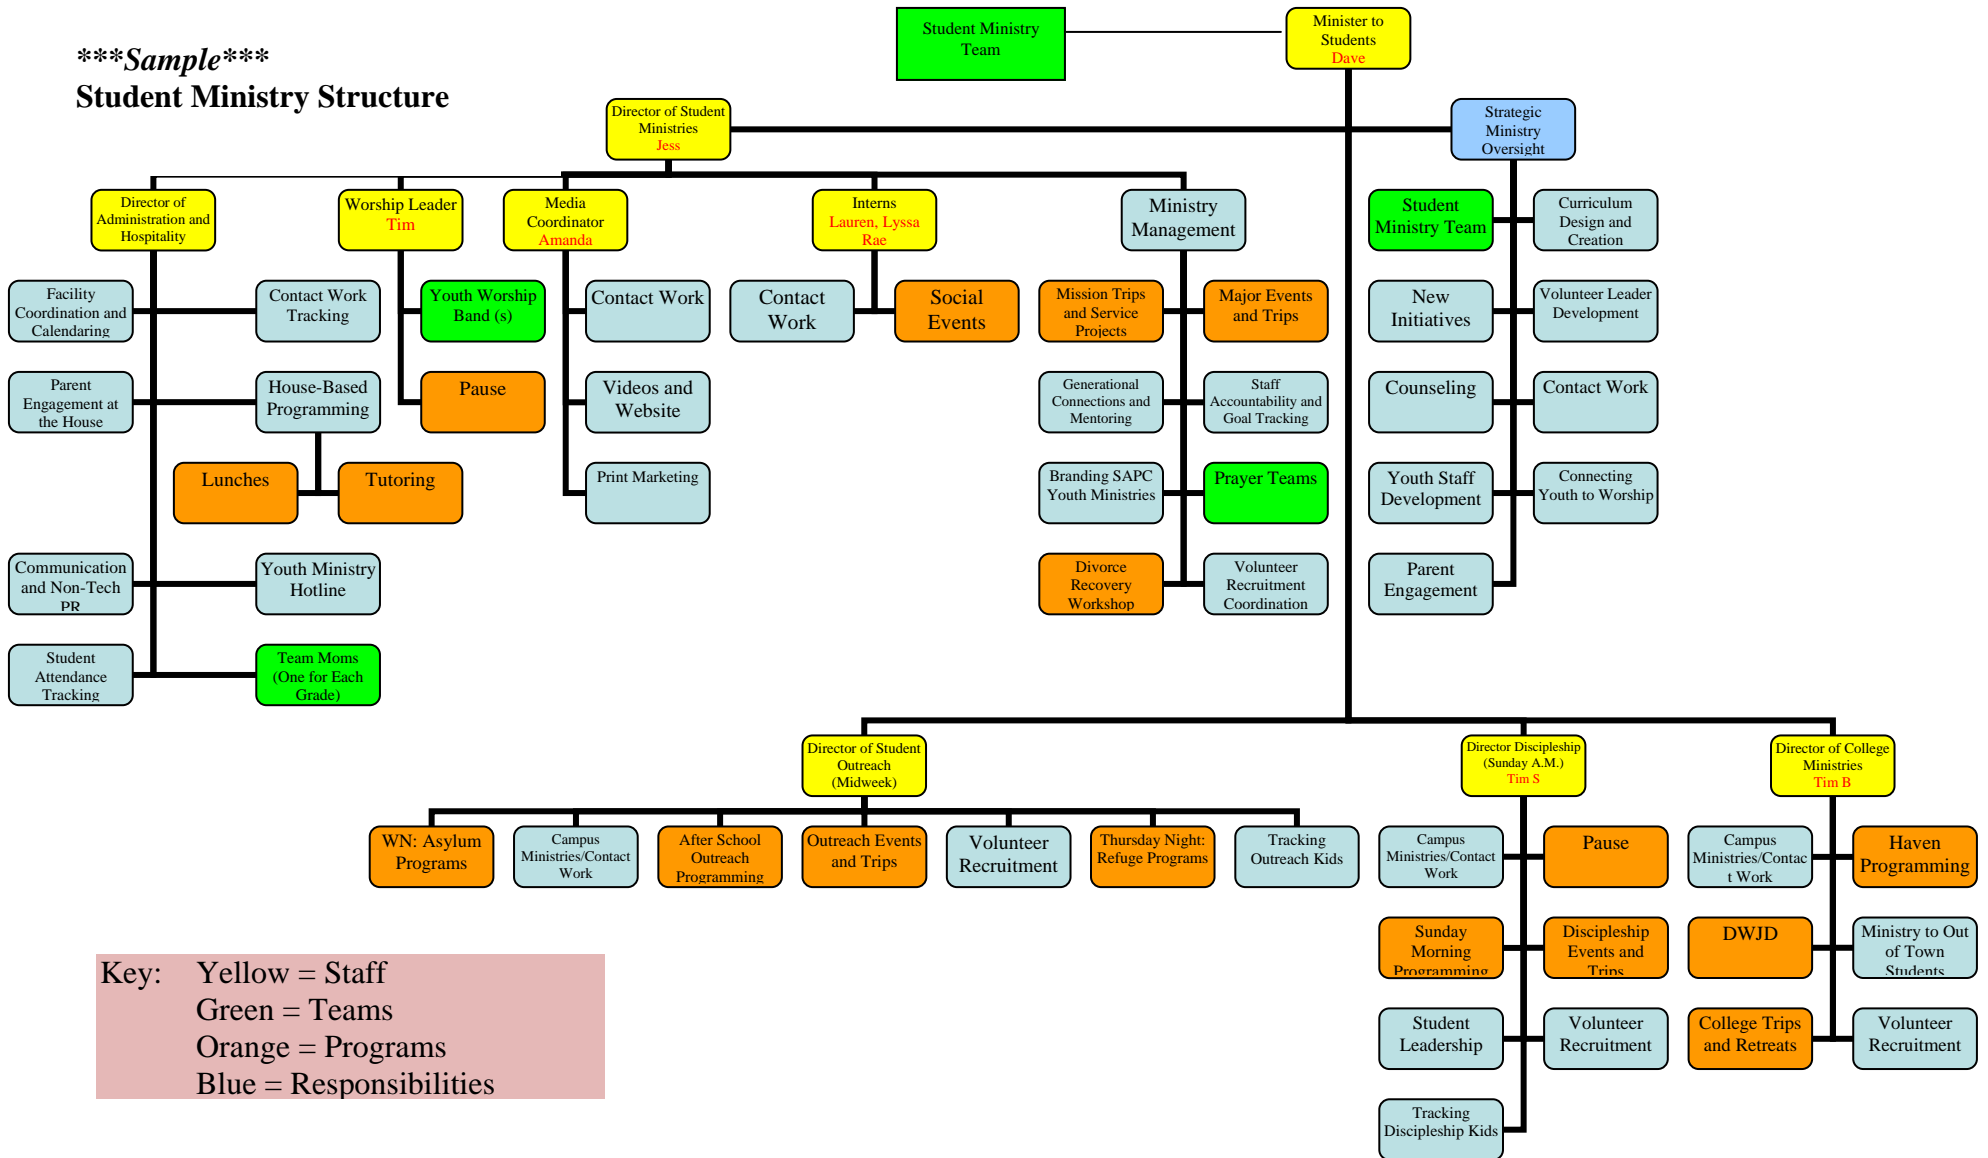 Student Ministry
Team
Minister to
Students
Dave
***Sample***
Student Ministry Structure
Director of Student
Ministries
Jess
Strategic
Ministry
Oversight
Director of
Administration and
Hospitality
Worship Leader
Tim
Media
Coordinator
Amanda
Interns
Lauren, Lyssa
Rae
Ministry
Management
Student
Ministry Team
Curriculum
Design and
Creation
Facility
Coordination and
Calendaring
Contact Work
Tracking
Youth Worship
Band (s)
Contact Work
Contact
Work
Social
Events
Mission Trips
and Service
Projects
Major Events
and Trips
New
Initiatives
Volunteer Leader
Development
Parent
Engagement at
the House
House-Based
Programming
Pause
Videos and
Website
Generational
Connections and
Mentoring
Staff
Accountability and
Goal Tracking
Counseling
Contact Work
Lunches
Tutoring
Print Marketing
Branding SAPC
Youth Ministries
Prayer Teams
Youth Staff
Development
Connecting
Youth to Worship
Communication
and Non-Tech
PR
Youth Ministry
Hotline
Divorce
Recovery
Workshop
Volunteer
Recruitment
Coordination
Parent
Engagement
Student
Attendance
Tracking
Team Moms
(One for Each
Grade)
Director of Student
Outreach
(Midweek)
Director Discipleship
(Sunday A.M.)
Tim S
Director of College
Ministries
Tim B
WN: Asylum
Programs
Campus
Ministries/Contact
Work
After School
Outreach
Programming
Outreach Events
and Trips
Volunteer
Recruitment
Thursday Night:
Refuge Programs
Tracking
Outreach Kids
Campus
Ministries/Contact
Work
Pause
Campus
Ministries/Contac
t Work
Haven
Programming
Sunday
Morning
Programming
Discipleship
Events and
Trips
DWJD
Ministry to Out
of Town
Students
Student
Leadership
Volunteer
Recruitment
College Trips
and Retreats
Volunteer
Recruitment
Tracking
Discipleship Kids
Key: Yellow = Staff
Green = Teams
Orange = Programs
Blue = Responsibilities